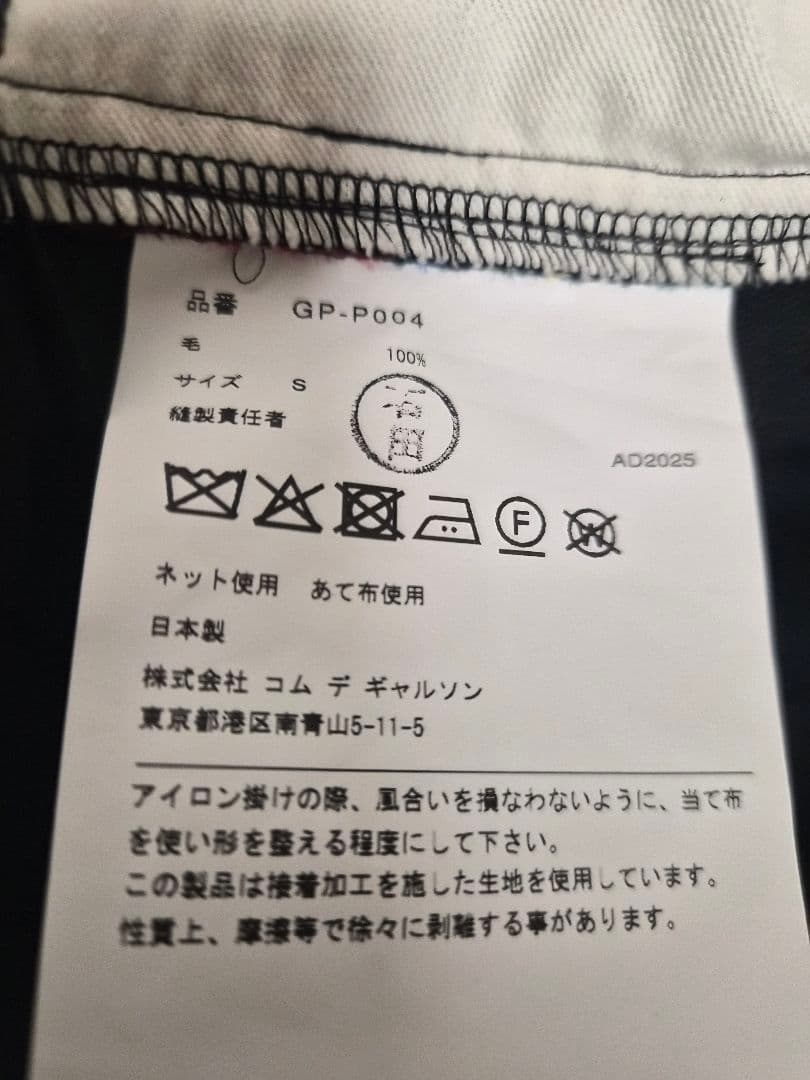 品番 GP-P004
毛 100%
サイズ S
縫製責任者
AD2025
F
W
ネット使用 あて布使用
日本製
株式会社 コム デ ギャルソン
東京都港区南青山5-11-5
アイロン掛けの際、風合いを損なわないように、当て布
を使い形を整える程度にして下さい。
この製品は接着加工を施した生地を使用しています。
性質上、摩擦等で徐々に剥離する事があります。